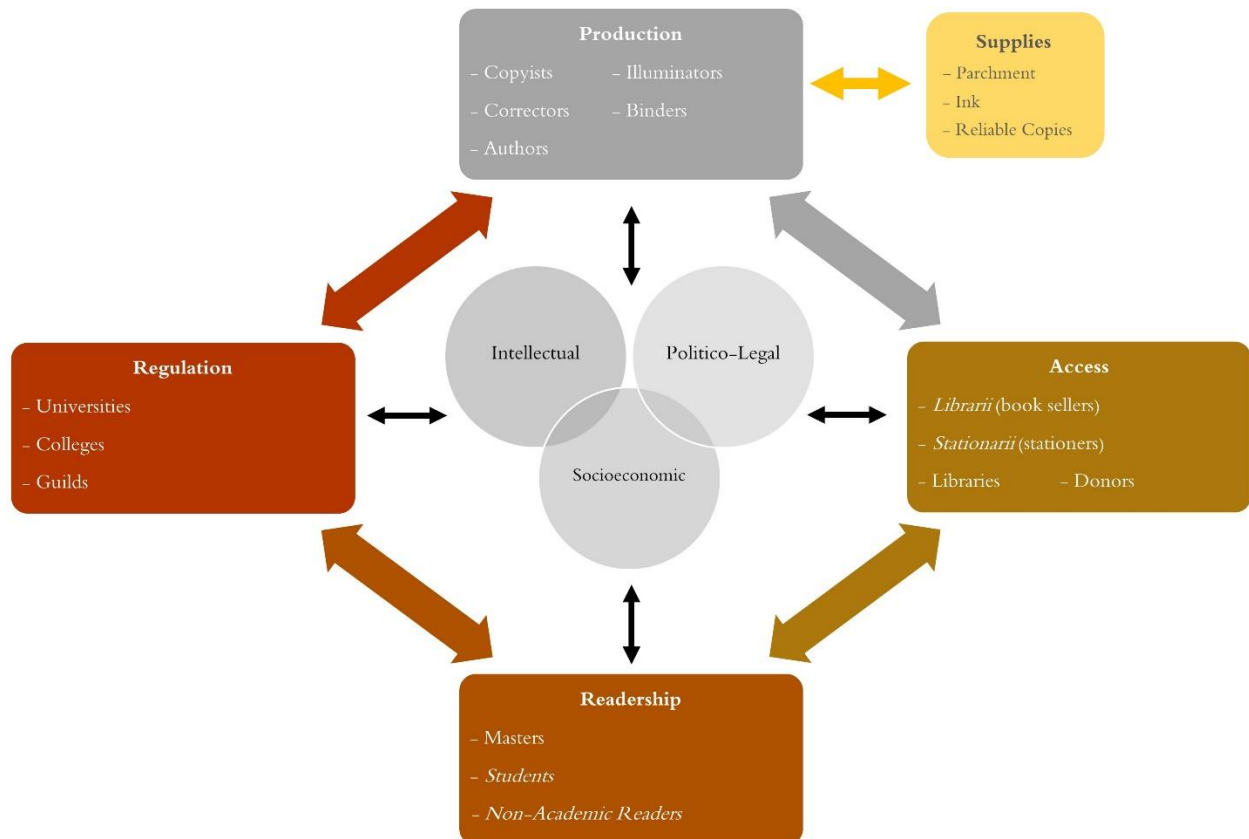 Production
- Copyists - Illuminators
- Correctors - Binders
- Authors
Supplies
- Parchment
- Ink
- Reliable Copies
Intellectual
Politico-Legal
Socioeconomic
Regulation
- Universities
- Colleges
- Guilds
Access
- Librarii (book sellers)
- Stationarii (stationers)
- Libraries - Donors
Readership
- Masters
- Students
- Non-Academic Readers